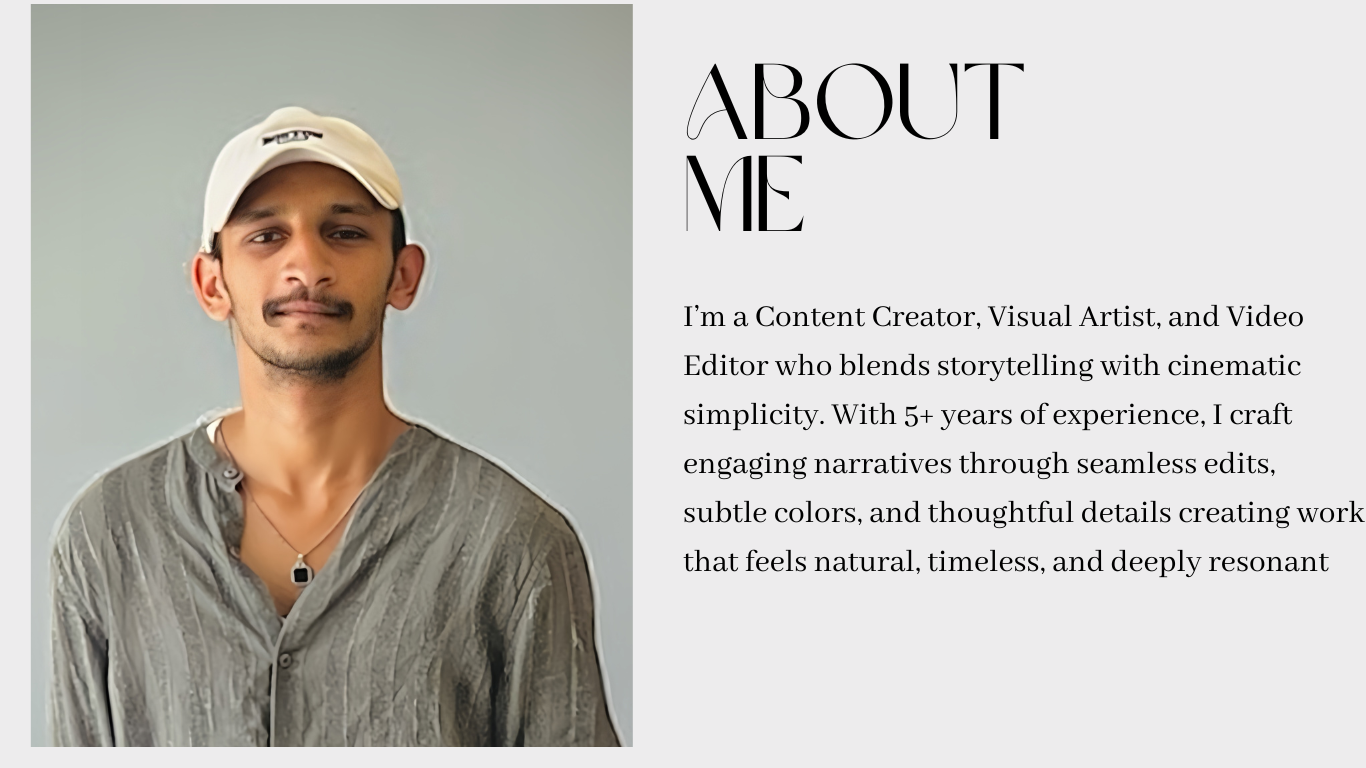 ABOUT
ME
I’m a Content Creator, Visual Artist, and Video
Editor who blends storytelling with cinematic
simplicity. With 5+ years of experience, I craft
engaging narratives through seamless edits,
subtle colors, and thoughtful details creating work
that feels natural, timeless, and deeply resonant